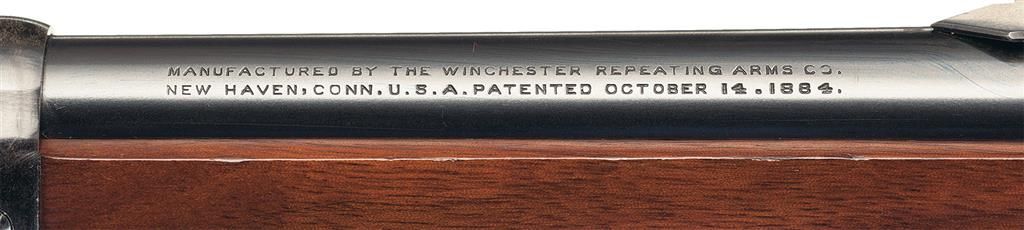 MANUFACTURED BY THE WINCHESTER REPEATING ARMS CO.
NEW HAVEN, CONN. U.S.A. PATENTED OCTOBER 14.1884.